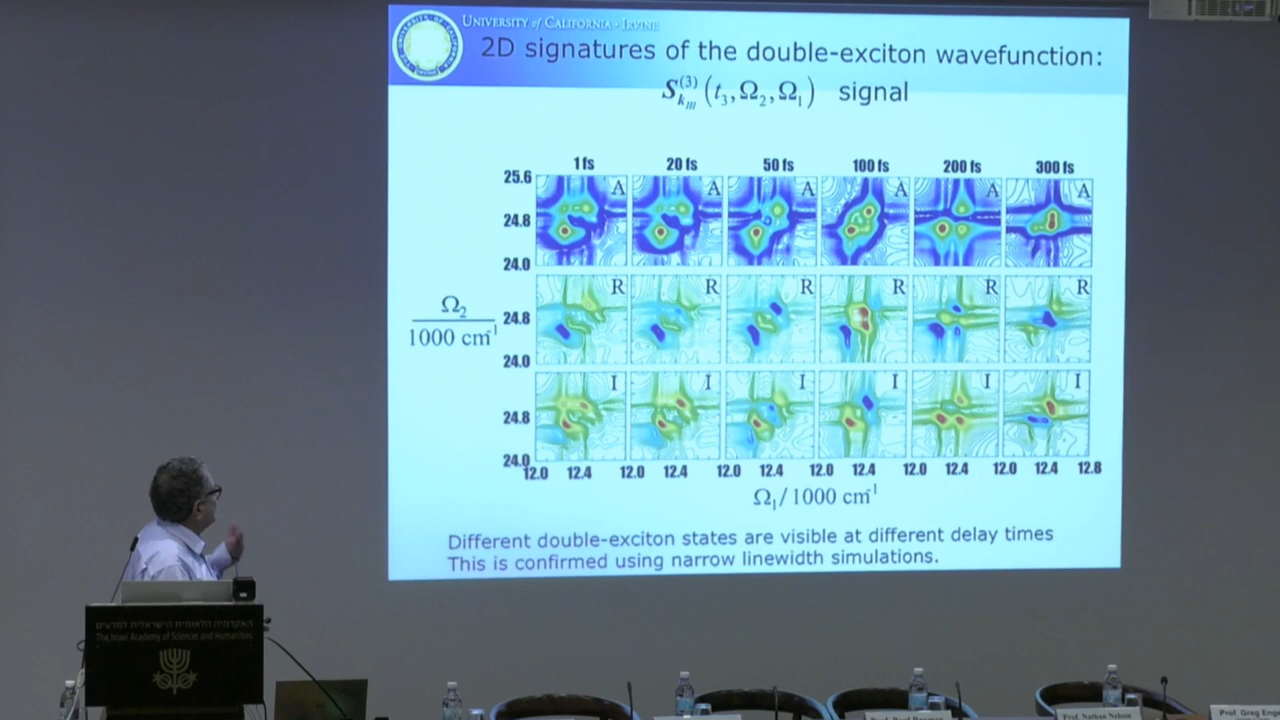 UNIVERSITY of CALIFORNIA - IRVINE
2D signatures of the double-exciton wavefunction:
S(3)kIII (t3, Ω2, Ω1) signal
1 fs 20 fs 50 fs 100 fs 200 fs 300 fs
25.6
A A A A A A
24.8
24.0
R R R R R R
Ω2
1000 cm-1
24.8
24.0
I I I I I I
24.8
24.0
12.0 12.4 12.0 12.4 12.0 12.4 12.0 12.4 12.0 12.4 12.0 12.4 12.8
Ω1/1000 cm-1
Different double-exciton states are visible at different delay times
This is confirmed using narrow linewidth simulations.
האקדמיה הלאומית הישראלית למדעים
The Israel Academy of Sciences and Humanities
Prof. Nathan Nelson
Prof. Greg